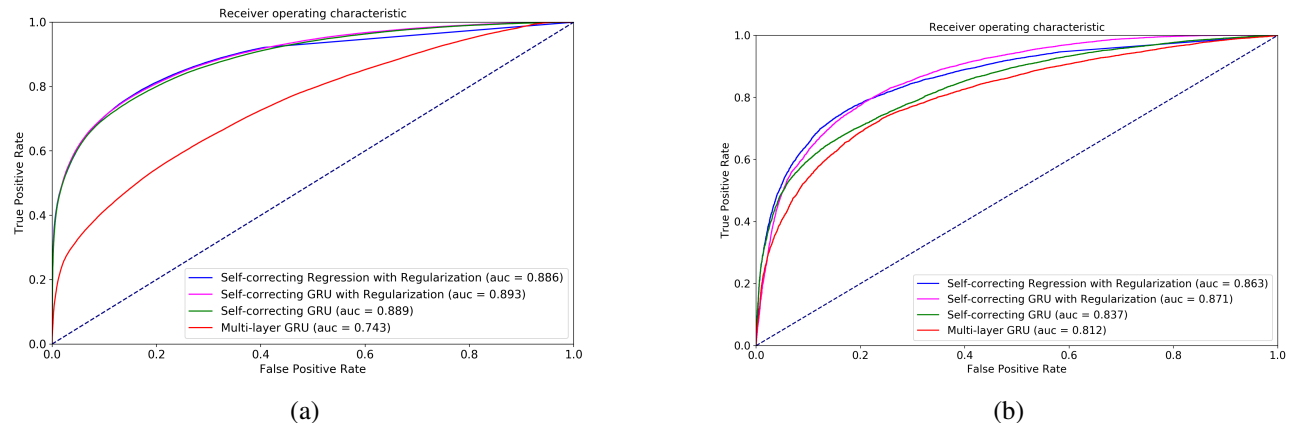 Receiver operating characteristic
1.0
0.8
0.6
0.4
0.2
0.0
True Positive Rate
Self-correcting Regression with Regularization (auc = 0.886)
Self-correcting GRU with Regularization (auc = 0.893)
Self-correcting GRU (auc = 0.889)
Multi-layer GRU (auc = 0.743)
0.0 0.2 0.4 0.6 0.8 1.0
False Positive Rate
(a)
Receiver operating characteristic
1.0
0.8
0.6
0.4
0.2
0.0
True Positive Rate
Self-correcting Regression with Regularization (auc = 0.863)
Self-correcting GRU with Regularization (auc = 0.871)
Self-correcting GRU (auc = 0.837)
Multi-layer GRU (auc = 0.812)
0.0 0.2 0.4 0.6 0.8 1.0
False Positive Rate
(b)